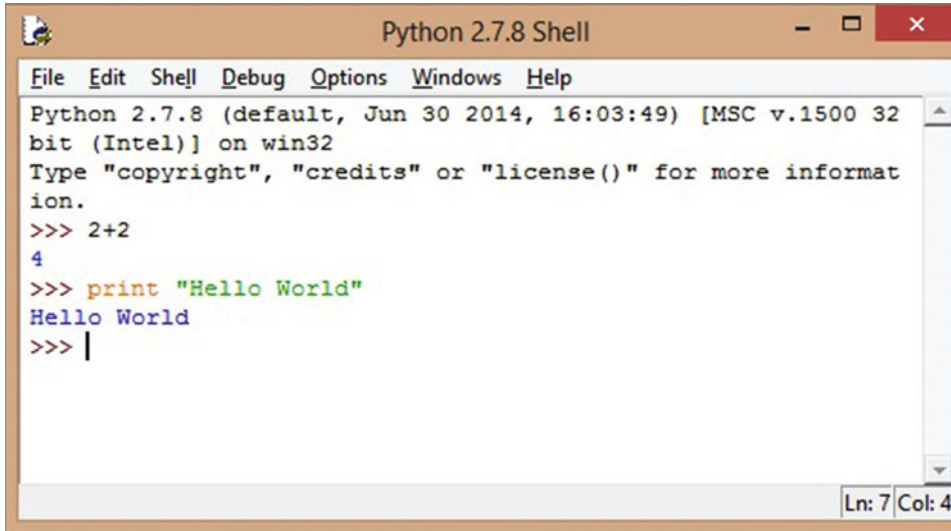 Python 2.7.8 Shell
File Edit Shell Debug Options Windows Help
Python 2.7.8 (default, Jun 30 2014, 16:03:49) [MSC v.1500 32
bit (Intel)] on win32
Type "copyright", "credits" or "license()" for more informat
ion.
>>> 2+2
4
>>> print "Hello World"
Hello World
>>>
Ln: 7 Col: 4